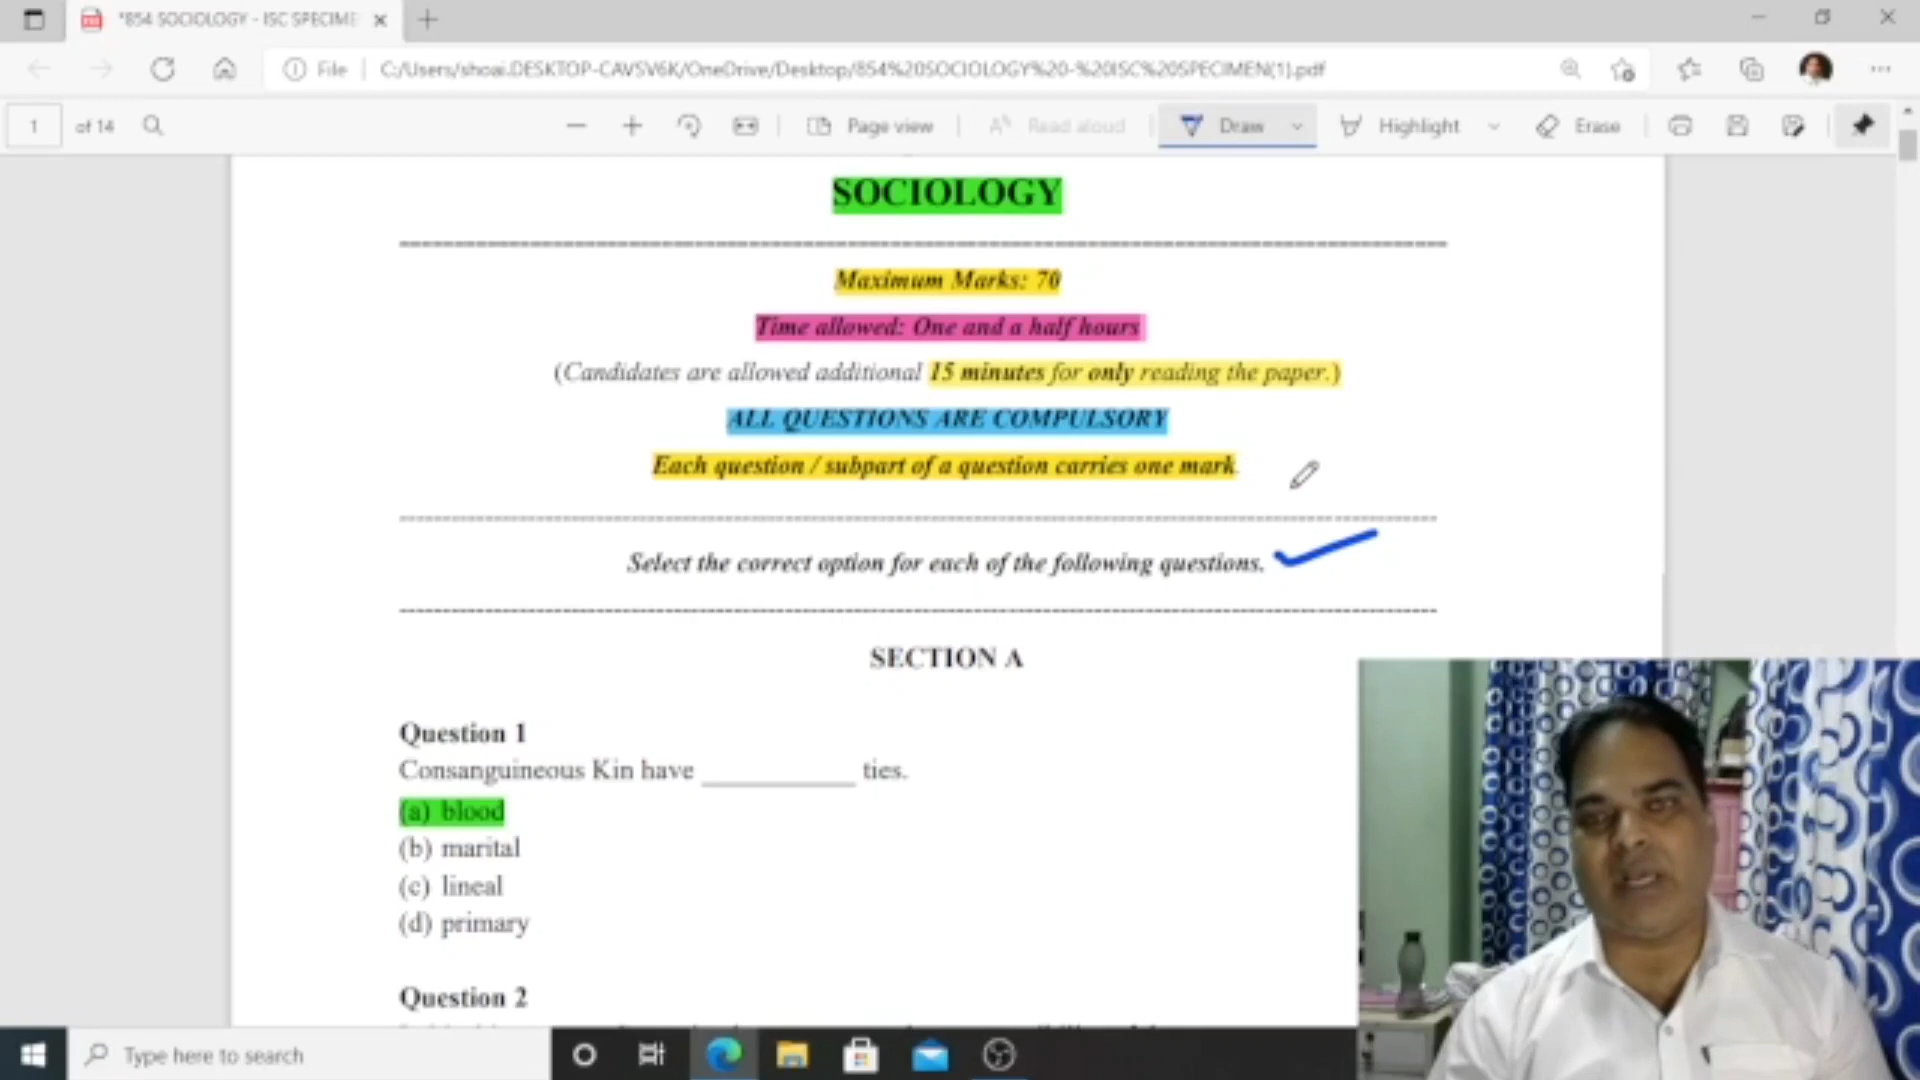 *854 SOCIOLOGY - ISC SPECIME
File C:/Users/shoai.DESKTOP-CAVSV6K/OneDrive/Desktop/854%20SOCIOLOGY%20-%20ISC%20SPECIMEN(1).pdf
1 of 14 Page view Read aloud Draw Highlight Erase
SOCIOLOGY
Maximum Marks: 70
Time allowed: One and a half hours
(Candidates are allowed additional 15 minutes for only reading the paper.)
ALL QUESTIONS ARE COMPULSORY
Each question / subpart of a question carries one mark.
Select the correct option for each of the following questions.
SECTION A
Question 1
Consanguineous Kin have ____________ ties.
(a) blood
(b) marital
(c) lineal
(d) primary
Question 2
Type here to search